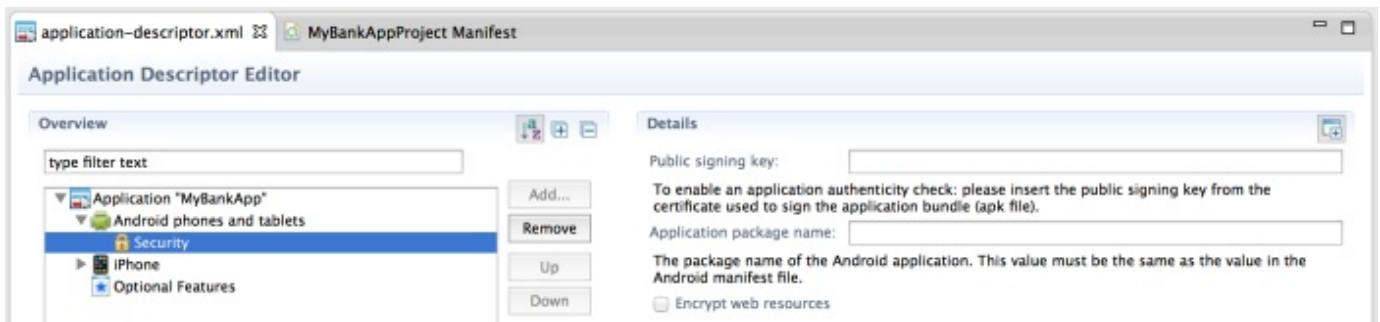 application-descriptor.xml MyBankAppProject Manifest
Application Descriptor Editor
Overview
type filter text
Application "MyBankApp"
Android phones and tablets
Security
iPhone
Optional Features
Add...
Remove
Up
Down
Details
Public signing key:
To enable an application authenticity check: please insert the public signing key from the
certificate used to sign the application bundle (apk file).
Application package name:
The package name of the Android application. This value must be the same as the value in the
Android manifest file.
Encrypt web resources